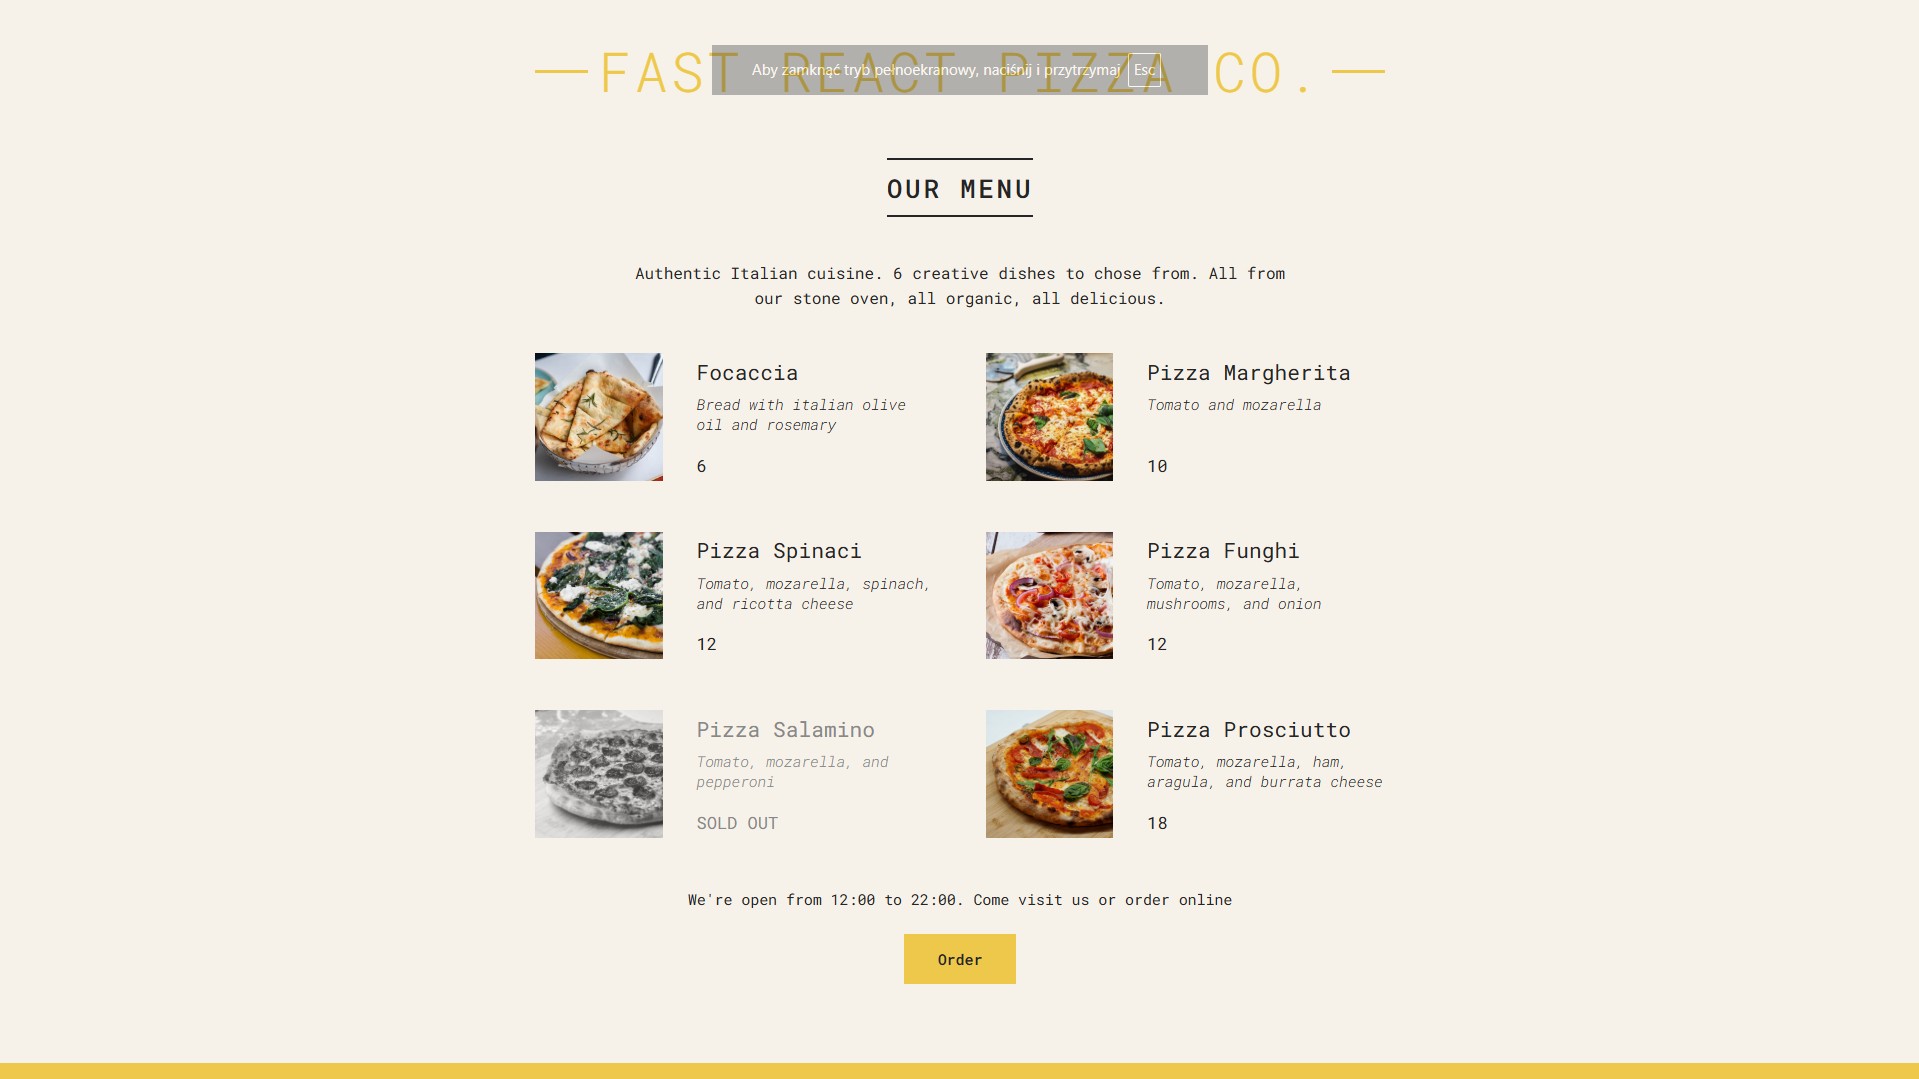 FAST REACT PIZZA CO.
Aby zamknąć tryb pełnoekranowy, naciśnij i przytrzymaj Esc
OUR MENU
Authentic Italian cuisine. 6 creative dishes to chose from. All from
our stone oven, all organic, all delicious.
Focaccia
Bread with italian olive
oil and rosemary
6
Pizza Margherita
Tomato and mozarella
10
Pizza Spinaci
Tomato, mozarella, spinach,
and ricotta cheese
12
Pizza Funghi
Tomato, mozarella,
mushrooms, and onion
12
Pizza Salamino
Tomato, mozarella, and
pepperoni
SOLD OUT
Pizza Prosciutto
Tomato, mozarella, ham,
aragula, and burrata cheese
18
We're open from 12:00 to 22:00. Come visit us or order online
Order